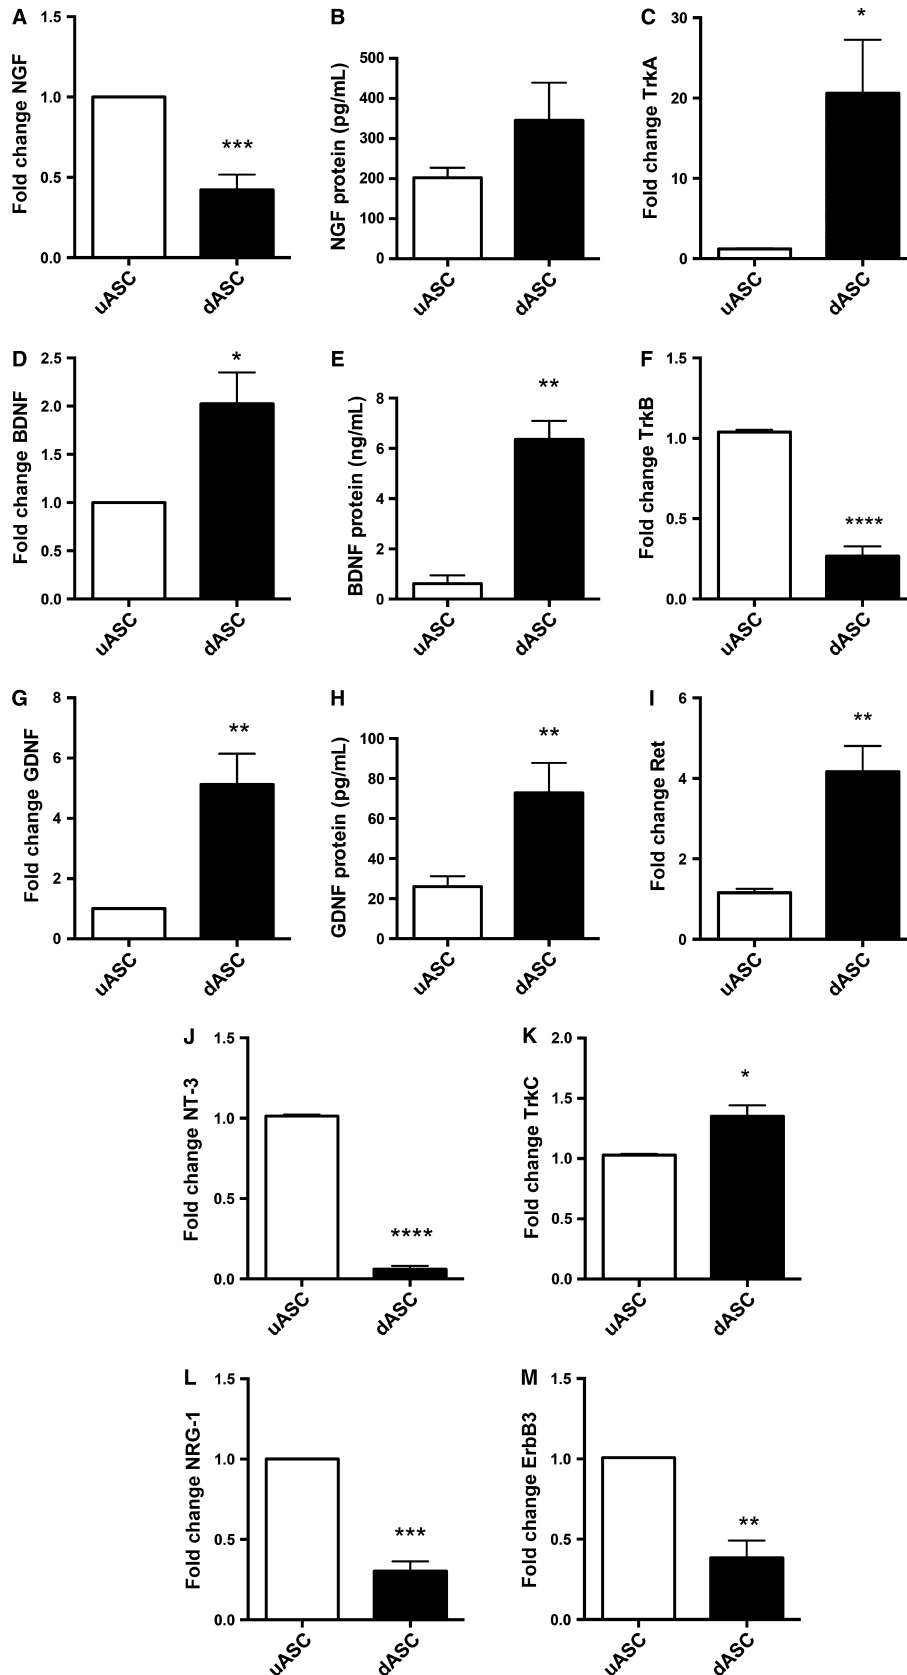 A
Fold change NGF
1.5
1.0
0.5
0.0
***
uASC
dASC
B
NGF protein (pg/mL)
500
400
300
200
100
0
uASC
dASC
C
Fold change TrkA
30
20
10
0
*
uASC
dASC
D
Fold change BDNF
2.5
2.0
1.5
1.0
0.5
0.0
*
uASC
dASC
E
BDNF protein (ng/mL)
8
6
4
2
0
**
uASC
dASC
F
Fold change TrkB
1.5
1.0
0.5
0.0
****
uASC
dASC
G
Fold change GDNF
8
6
4
2
0
**
uASC
dASC
H
GDNF protein (pg/mL)
100
80
60
40
20
0
**
uASC
dASC
I
Fold change Ret
6
4
2
0
**
uASC
dASC
J
Fold change NT-3
1.5
1.0
0.5
0.0
****
uASC
dASC
K
Fold change TrkC
2.0
1.5
1.0
0.5
0.0
*
uASC
dASC
L
Fold change NRG-1
1.5
1.0
0.5
0.0
***
uASC
dASC
M
Fold change ErbB3
1.5
1.0
0.5
0.0
**
uASC
dASC